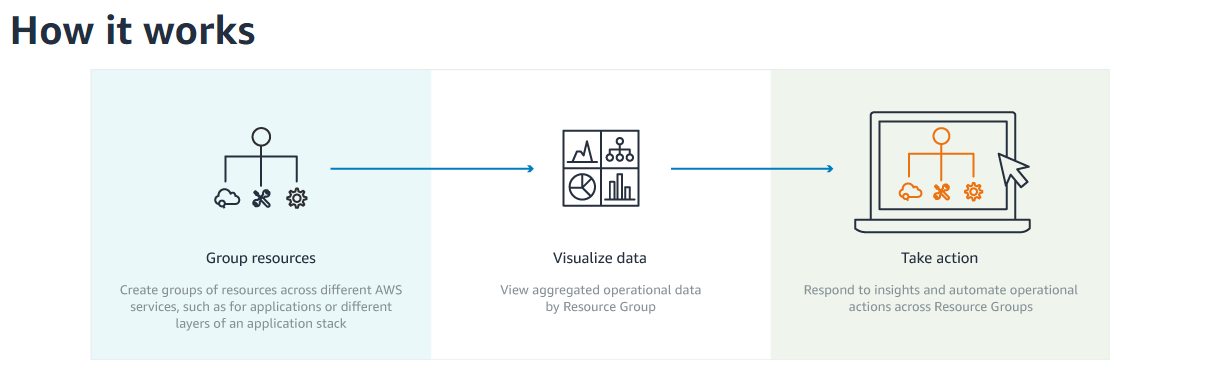 How it works
Group resources
Create groups of resources across different AWS
services, such as for applications or different
layers of an application stack
Visualize data
View aggregated operational data
by Resource Group
Take action
Respond to insights and automate operational
actions across Resource Groups